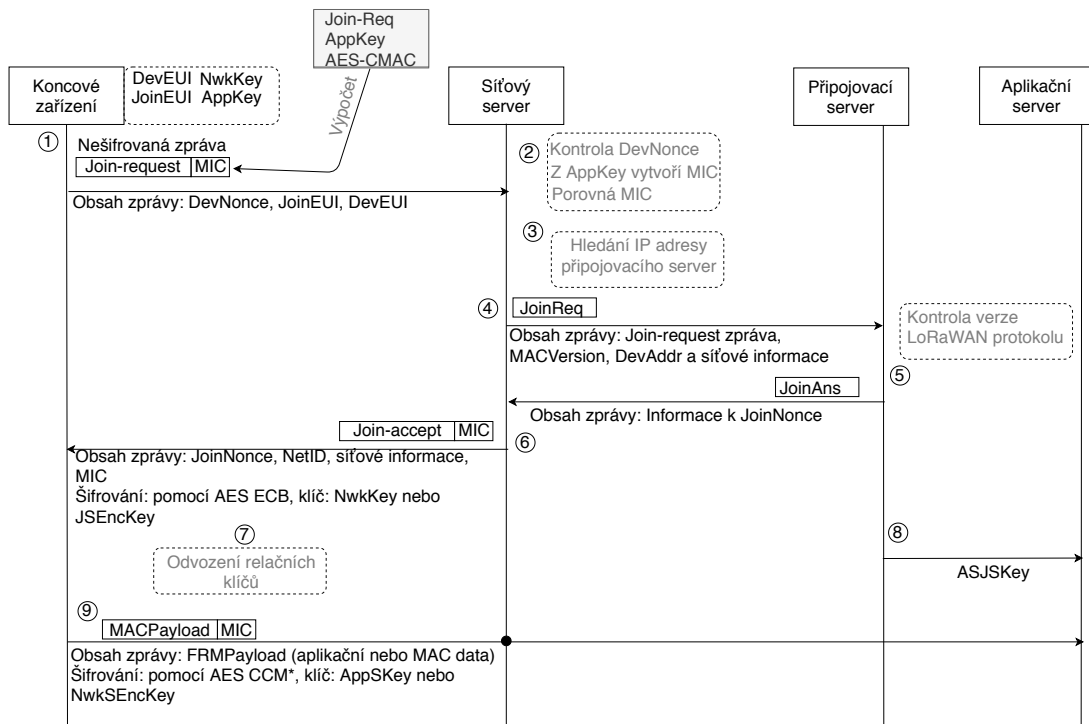 Join-Req
AppKey
AES-CMAC
Koncové
zařízení
DevEUI NwkKey
JoinEUI AppKey
Síťový
server
Připojovací
server
Aplikační
server
Výpočet
1
Nešifrovaná zpráva
Join-request MIC
Obsah zprávy: DevNonce, JoinEUI, DevEUI
2
Kontrola DevNonce
Z AppKey vytvoří MIC
Porovná MIC
3
Hledání IP adresy
připojovacího server
4
JoinReq
Obsah zprávy: Join-request zpráva,
MACVersion, DevAddr a síťové informace
Kontrola verze
LoRaWAN protokolu
5
JoinAns
Obsah zprávy: Informace k JoinNonce
Join-accept MIC
6
Obsah zprávy: JoinNonce, NetID, síťové informace,
MIC
Šifrování: pomocí AES ECB, klíč: NwkKey nebo
JSEncKey
7
Odvození relačních
klíčů
8
ASJSKey
9
MACPayload MIC
Obsah zprávy: FRMPayload (aplikační nebo MAC data)
Šifrování: pomocí AES CCM*, klíč: AppSKey nebo
NwkSEncKey